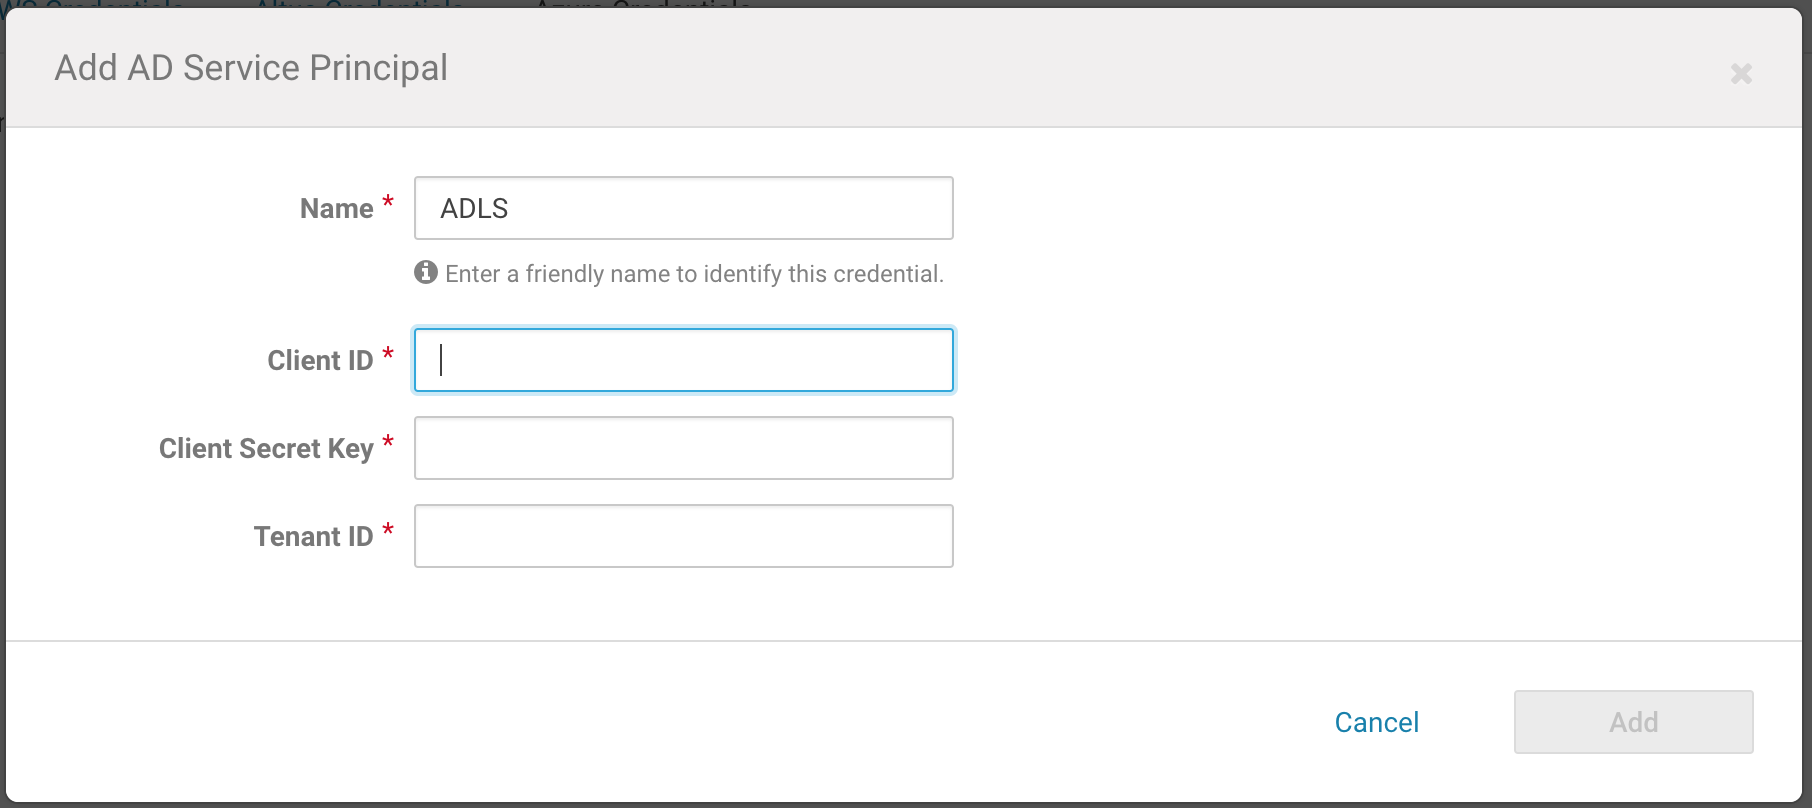 Add AD Service Principal
Name *
ADLS
Enter a friendly name to identify this credential.
Client ID *
Client Secret Key *
Tenant ID *
Cancel
Add